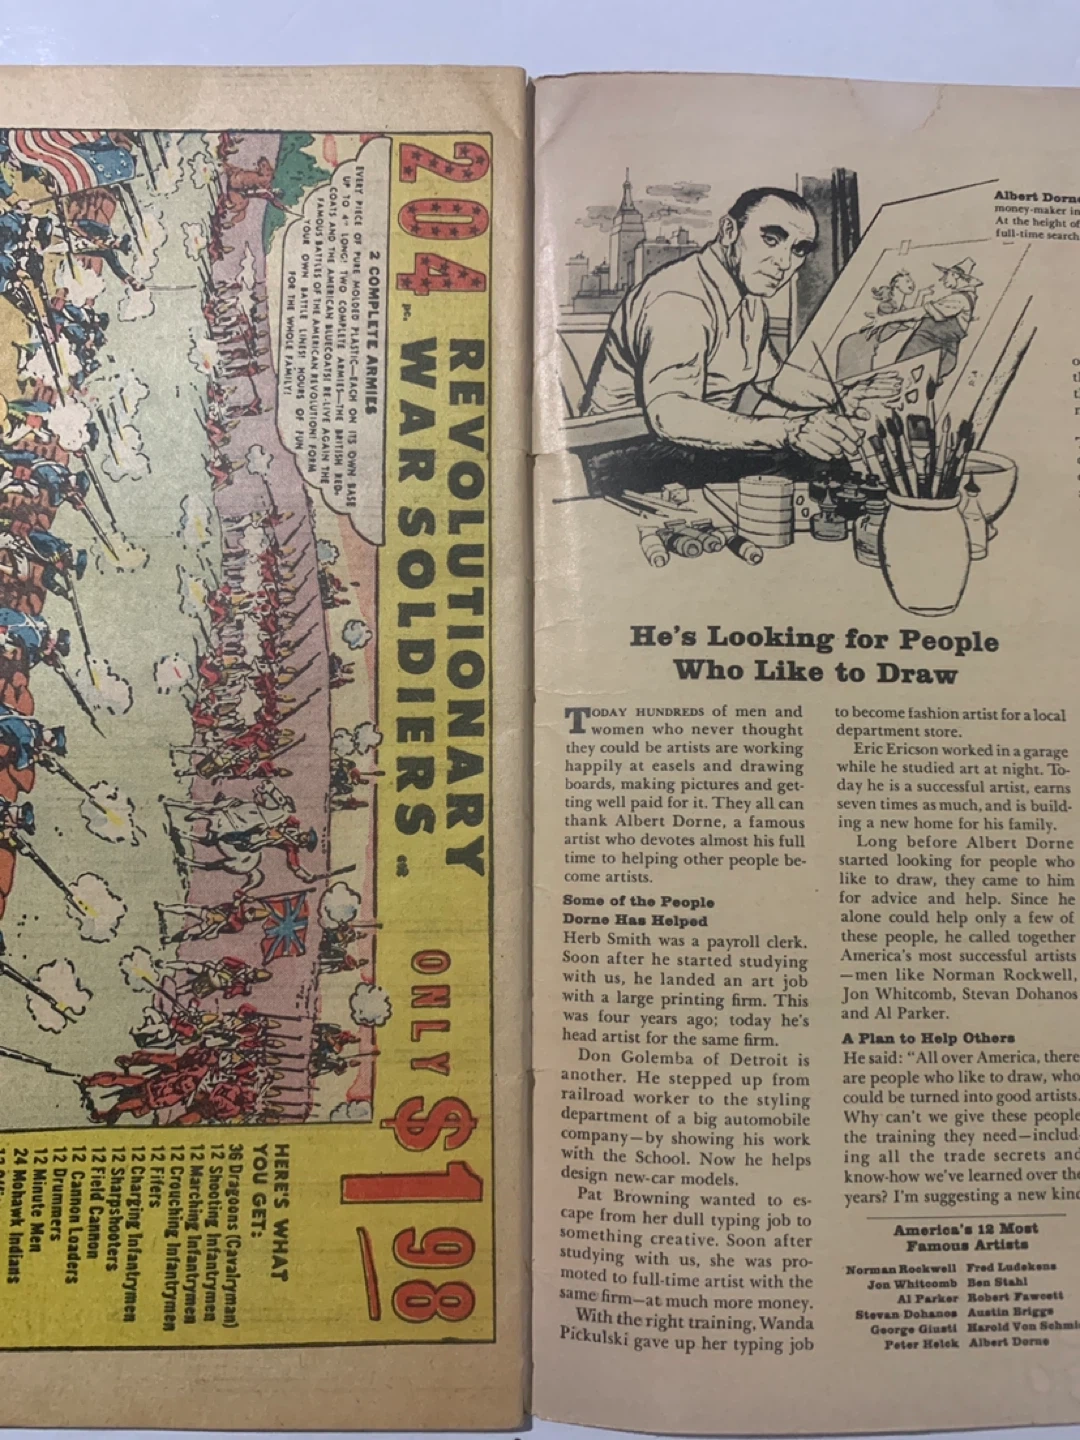 204 PC. REVOLUTIONARY
WAR SOLDIERS
ONLY $1 98
2 COMPLETE ARMIES
EVERY PIECE OF PURE MOLDED PLASTIC—EACH ON ITS OWN BASE
UP TO 4" LONG! TWO COMPLETE ARMIES—THE BRITISH RED-
COATS AND THE AMERICAN BLUECOATS! RE-LIVE AGAIN THE
FAMOUS BATTLES OF THE AMERICAN REVOLUTION! FORM
YOUR OWN BATTLE LINES! HOURS OF FUN
FOR THE WHOLE FAMILY!
HERE'S WHAT
YOU GET:
36 Dragoons (Cavalryman)
12 Shooting Infantrymen
12 Marching Infantrymen
12 Crouching Infantrymen
12 Fifers
12 Charging Infantrymen
12 Sharpshooters
12 Field Cannon
12 Cannon Loaders
12 Drummers
12 Minute Men
24 Mohawk Indians
Albert Dorne
money-maker in
At the height of
full-time search
He's Looking for People
Who Like to Draw
TODAY HUNDREDS of men and
women who never thought
they could be artists are working
happily at easels and drawing
boards, making pictures and get-
ting well paid for it. They all can
thank Albert Dorne, a famous
artist who devotes almost his full
time to helping other people be-
come artists.
Some of the People
Dorne Has Helped
Herb Smith was a payroll clerk.
Soon after he started studying
with us, he landed an art job
with a large printing firm. This
was four years ago; today he's
head artist for the same firm.
Don Golemba of Detroit is
another. He stepped up from
railroad worker to the styling
department of a big automobile
company—by showing his work
with the School. Now he helps
design new-car models.
Pat Browning wanted to es-
cape from her dull typing job to
something creative. Soon after
studying with us, she was pro-
moted to full-time artist with the
same firm—at much more money.
With the right training, Wanda
Pickulski gave up her typing job
to become fashion artist for a local
department store.
Eric Ericson worked in a garage
while he studied art at night. To-
day he is a successful artist, earns
seven times as much, and is build-
ing a new home for his family.
Long before Albert Dorne
started looking for people who
like to draw, they came to him
for advice and help. Since he
alone could help only a few of
these people, he called together
America's most successful artists
—men like Norman Rockwell,
Jon Whitcomb, Stevan Dohanos
and Al Parker.
A Plan to Help Others
He said: "All over America, there
are people who like to draw, who
could be turned into good artists.
Why can't we give these people
the training they need—includ
ing all the trade secrets and
know-how we've learned over the
years? I'm suggesting a new kind
America's 12 Most
Famous Artists
Norman Rockwell Fred Ludekens
Jon Whitcomb Ben Stahl
Al Parker Robert Fawcett
Stevan Dohanos Austin Briggs
George Giusti Harold Von Schmi
Peter Helck Albert Dorne